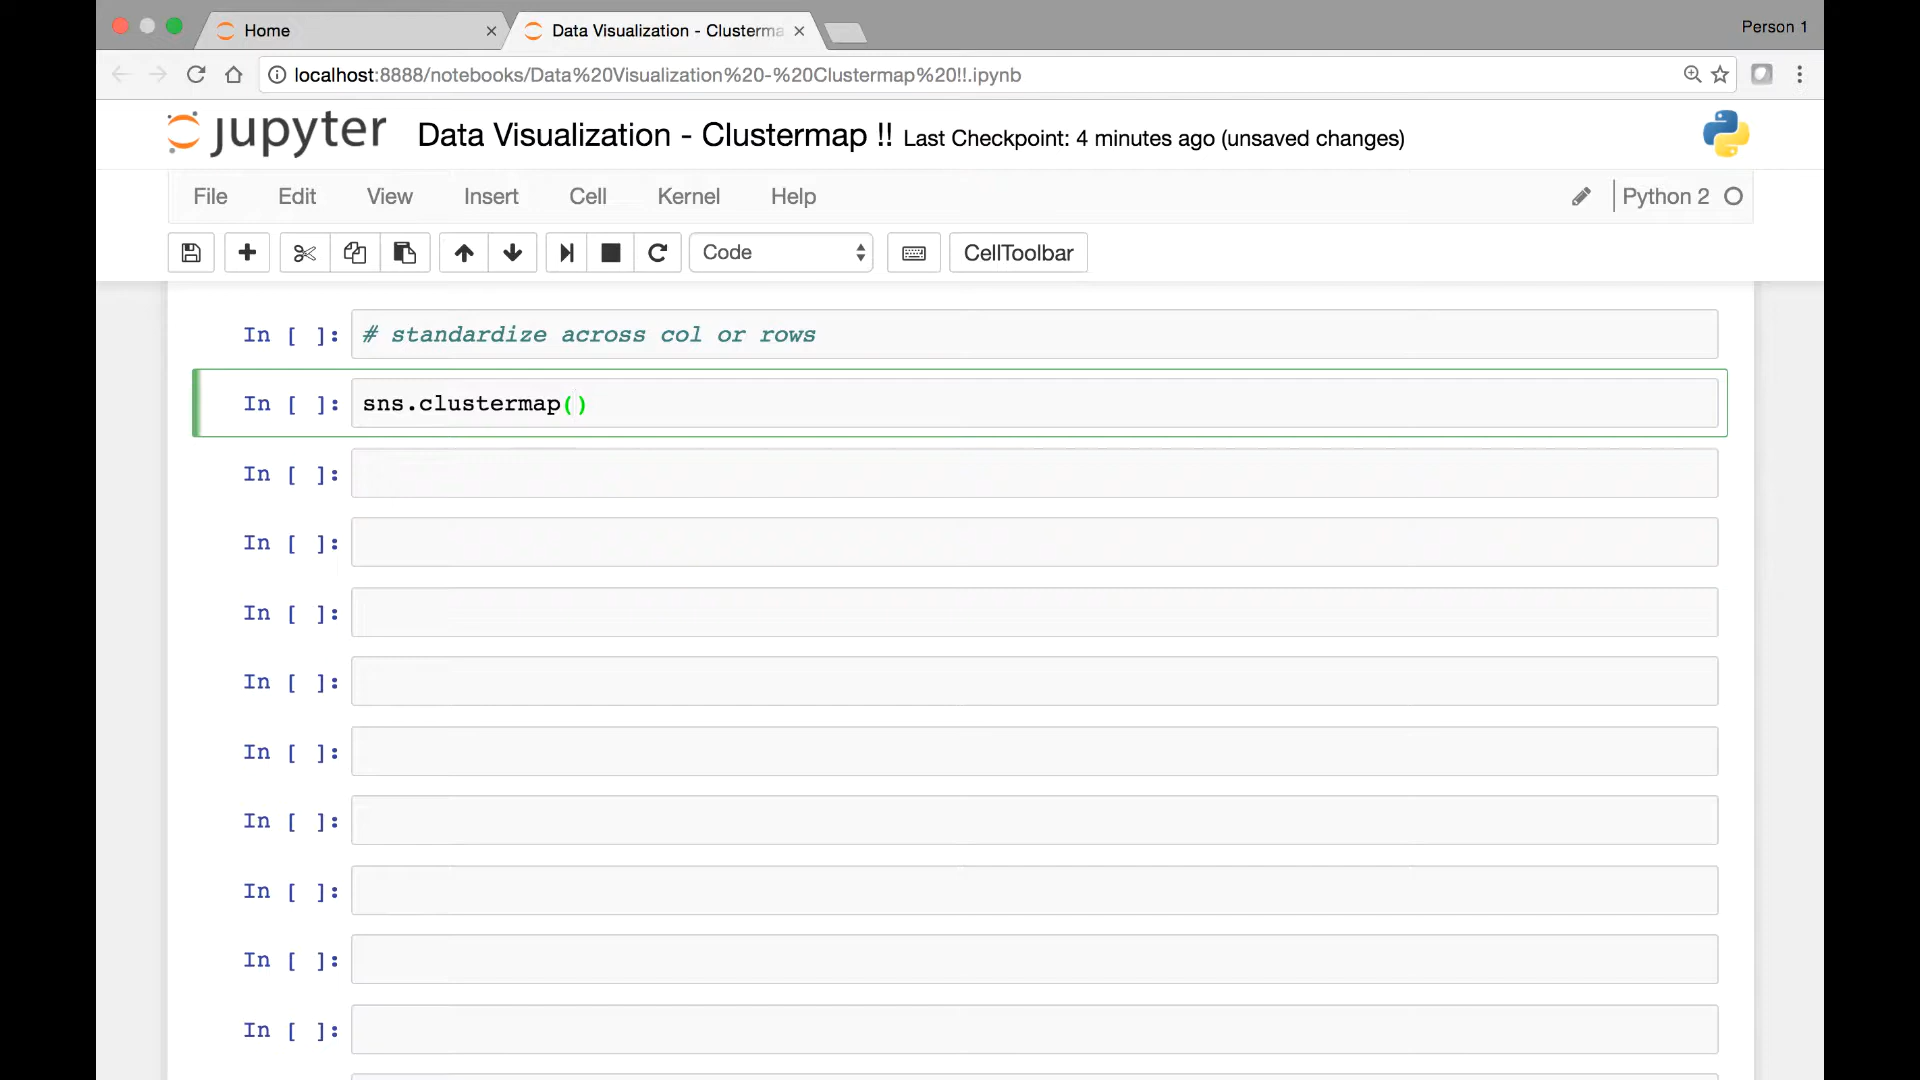 Home
Data Visualization - Clusterma
Person 1
localhost:8888/notebooks/Data%20Visualization%20-%20Clustermap%20!!.ipynb
jupyter
Data Visualization - Clustermap !! Last Checkpoint: 4 minutes ago (unsaved changes)
File Edit View Insert Cell Kernel Help
Python 2
Code
CellToolbar
In [ ]: # standardize across col or rows
In [ ]: sns.clustermap()
In [ ]:
In [ ]:
In [ ]:
In [ ]:
In [ ]:
In [ ]:
In [ ]:
In [ ]:
In [ ]: